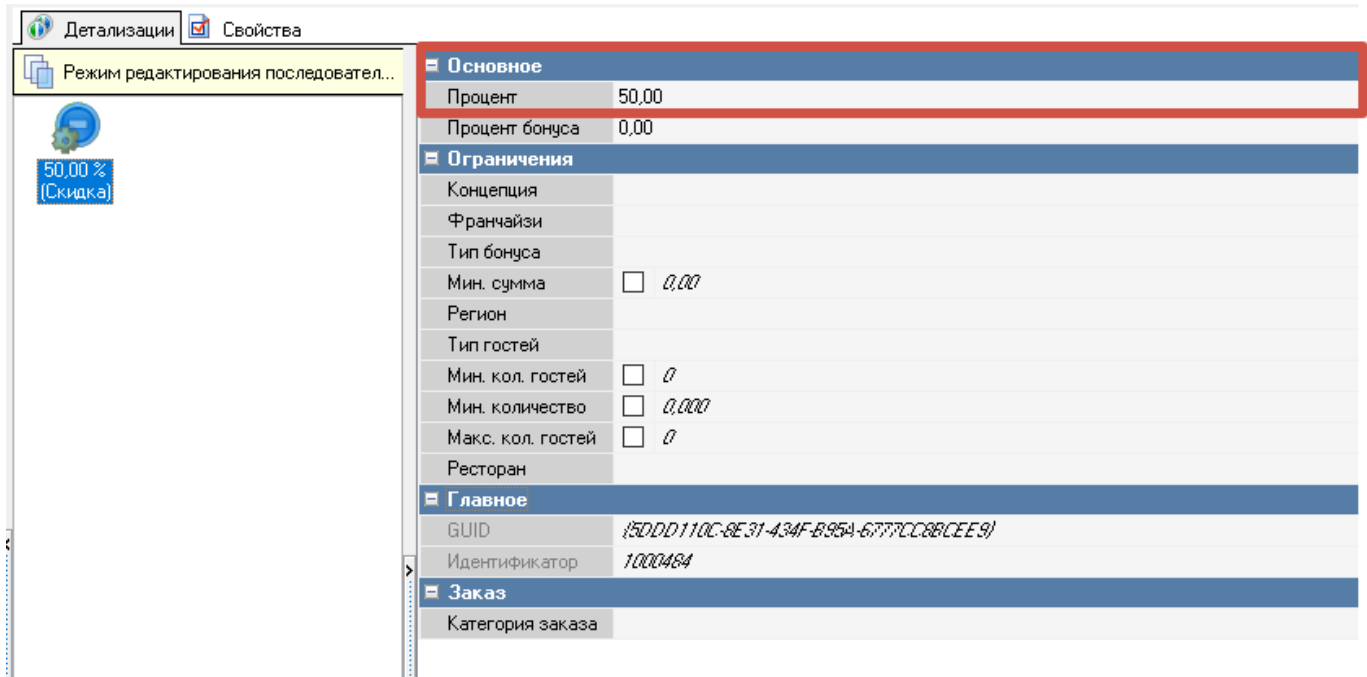 Детализации Свойства
Режим редактирования последовател...
50,00 %
(Скидка)
Основное
Процент 50,00
Процент бонуса 0,00
Ограничения
Концепция
Франчайзи
Тип бонуса
Мин. сумма 0,00
Регион
Тип гостей
Мин. кол. гостей 0
Мин. количество 0,000
Макс. кол. гостей 0
Ресторан
Главное
GUID {5DDD110C-8E31-434F-B95A-6777CC8BCEE9}
Идентификатор 1000484
Заказ
Категория заказа